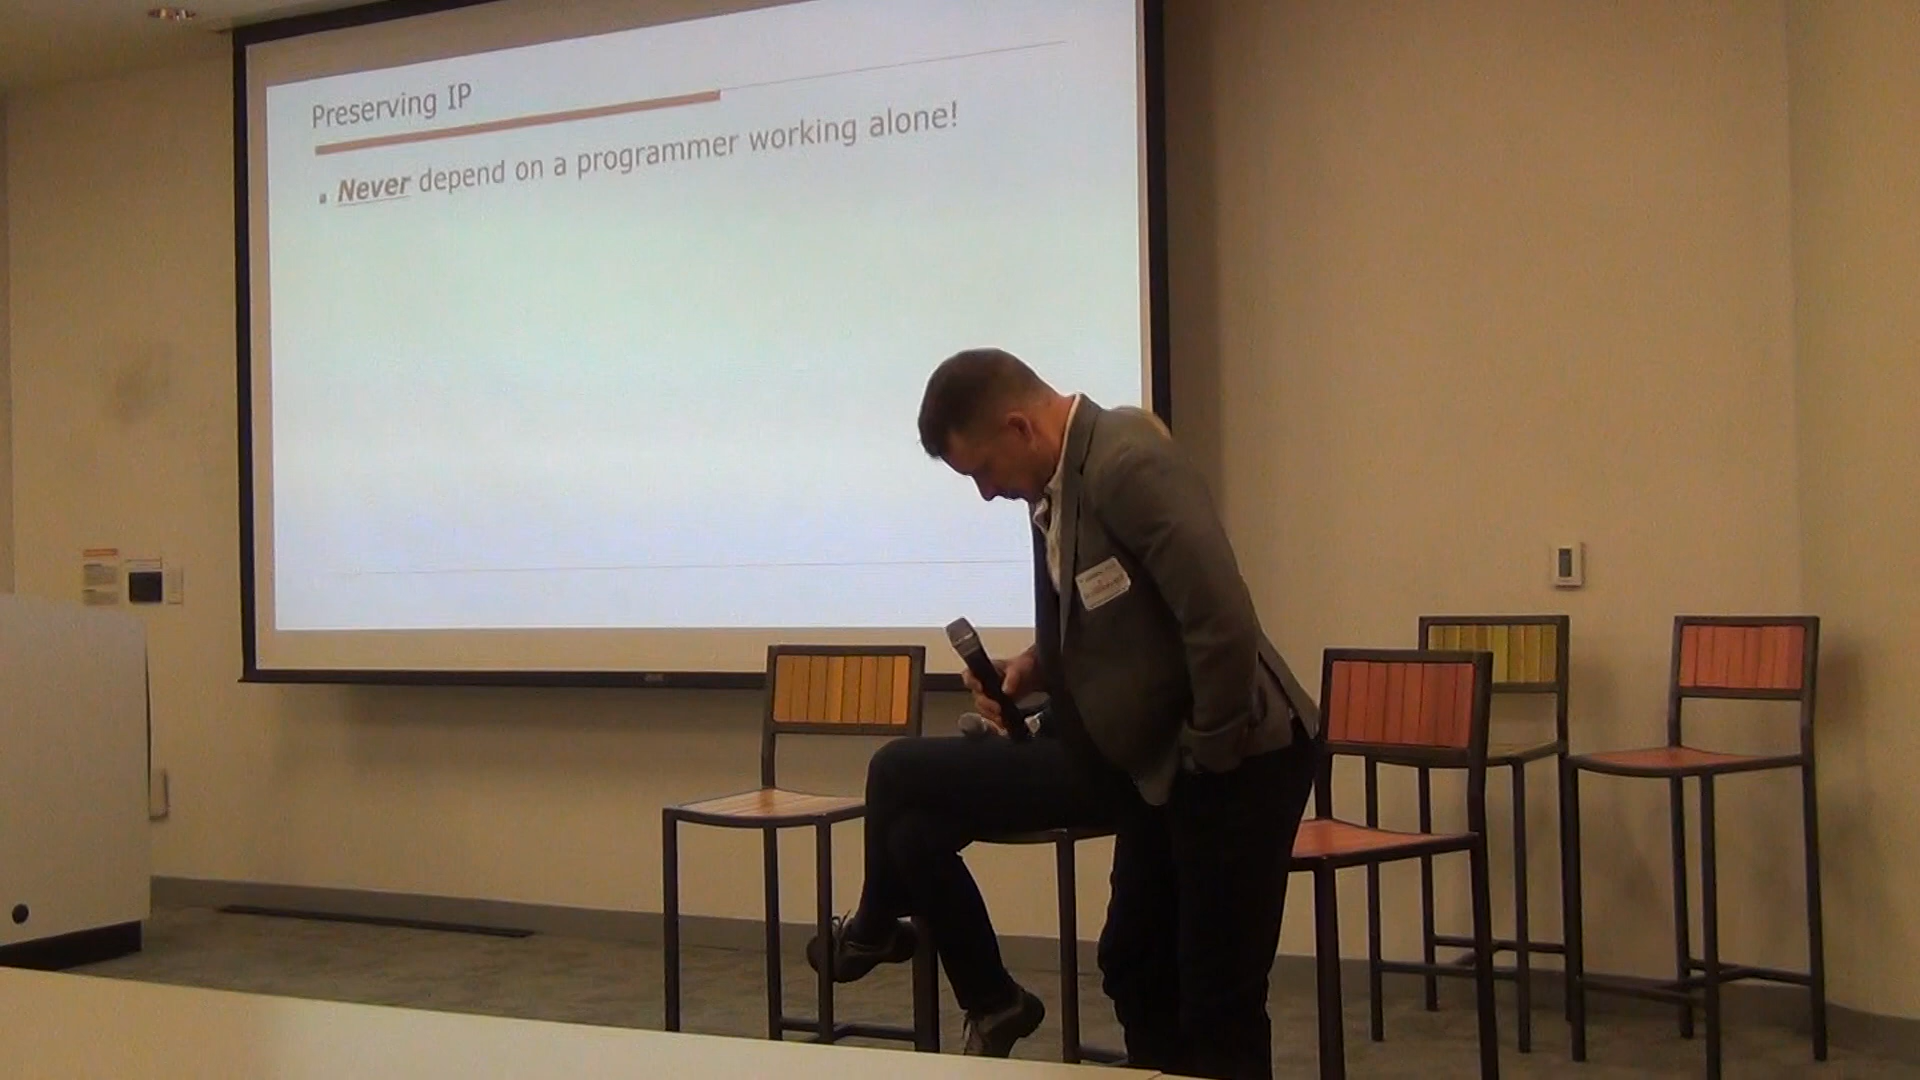 Preserving IP
▪ Never depend on a programmer working alone!